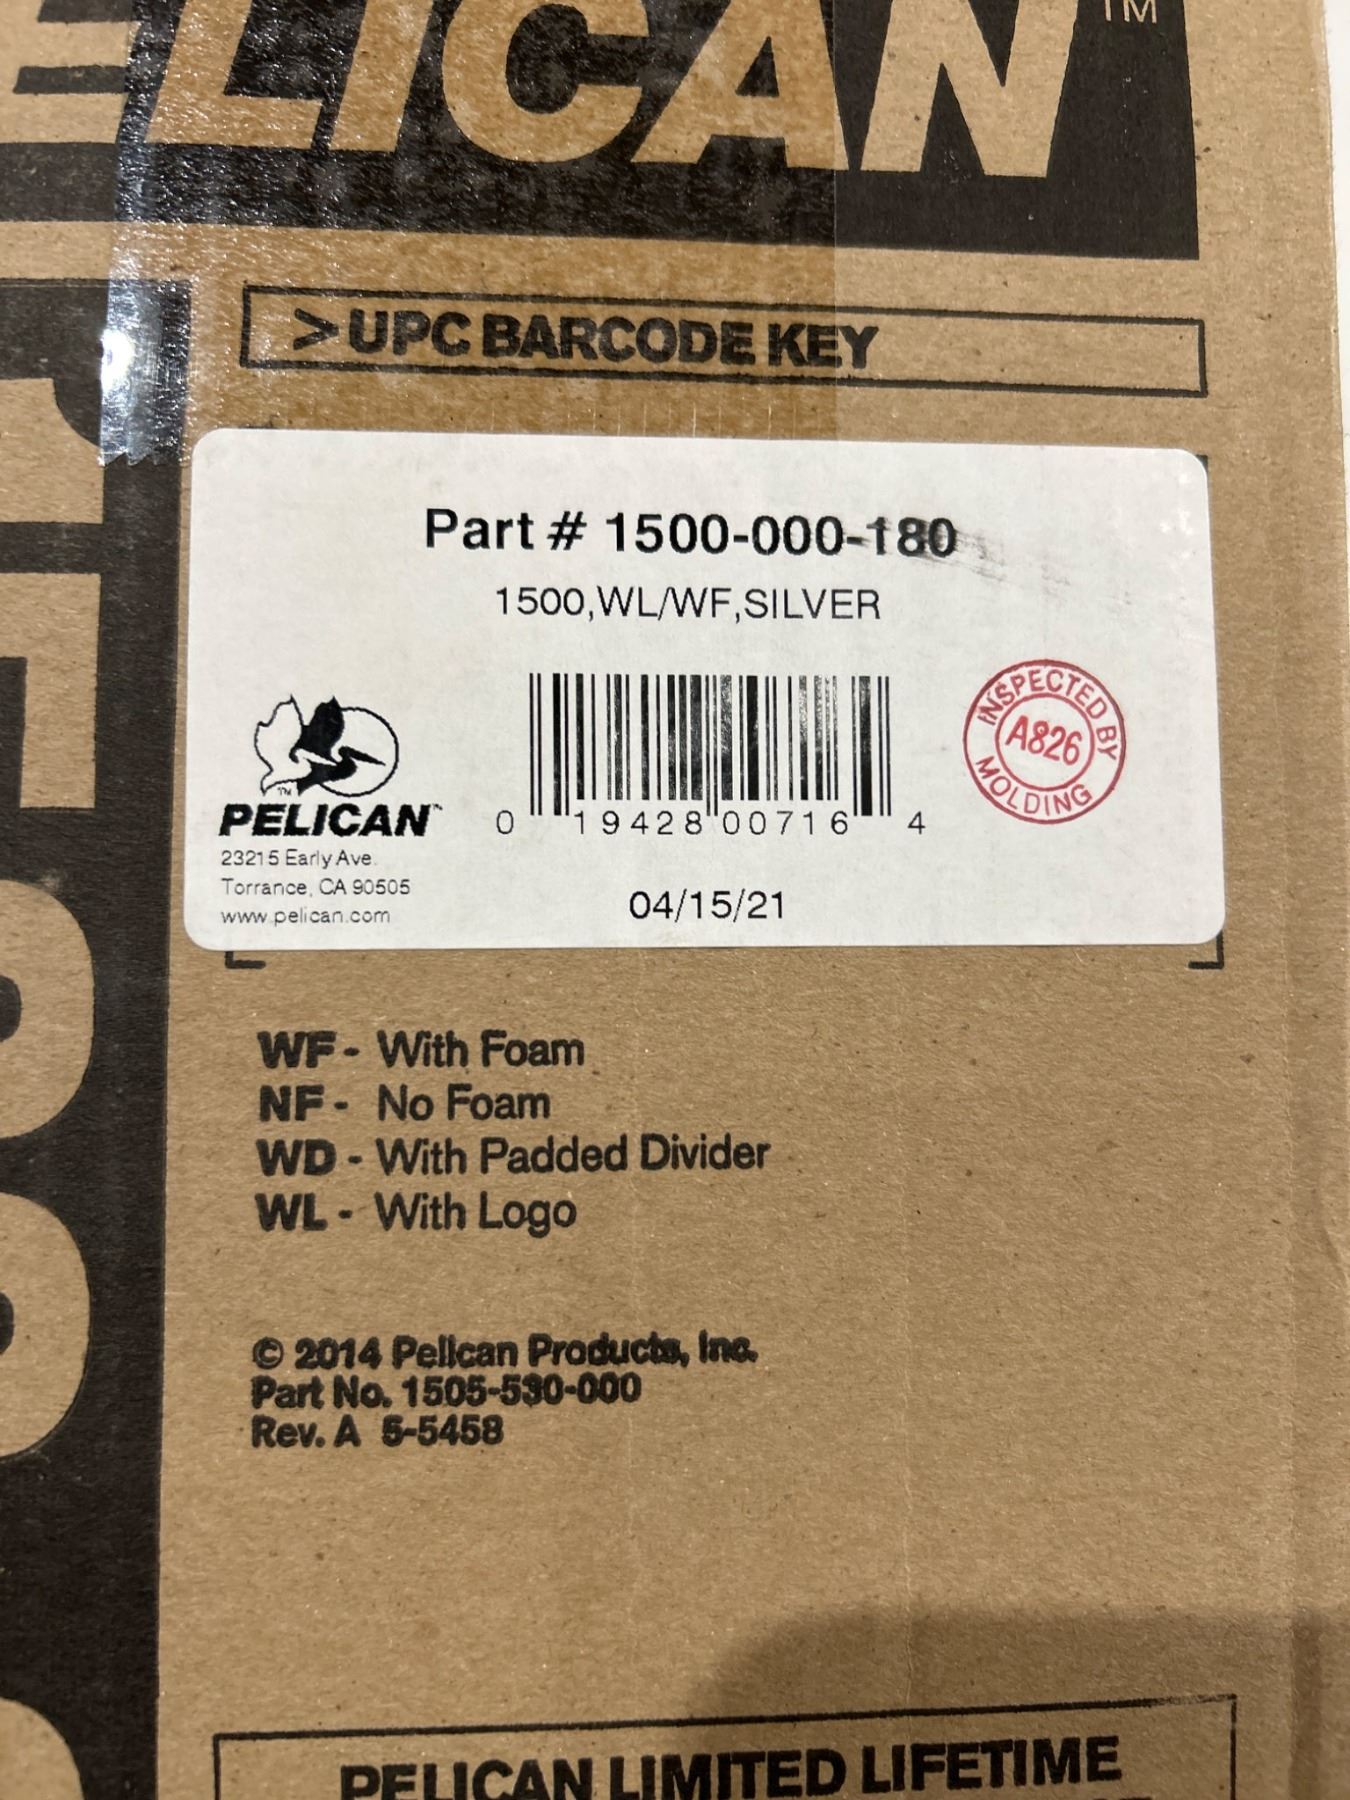 PELICAN™
>UPC BARCODE KEY
Part # 1500-000-180
1500,WL/WF,SILVER
INSPECTED BY
A826
MOLDING
TM
PELICAN™
0 19428 00716 4
23215 Early Ave.
Torrance, CA 90505
www.pelican.com
04/15/21
WF - With Foam
NF - No Foam
WD - With Padded Divider
WL - With Logo
© 2014 Pelican Products, Inc.
Part No. 1505-530-000
Rev. A 5-5458
PELICAN LIMITED LIFETIME